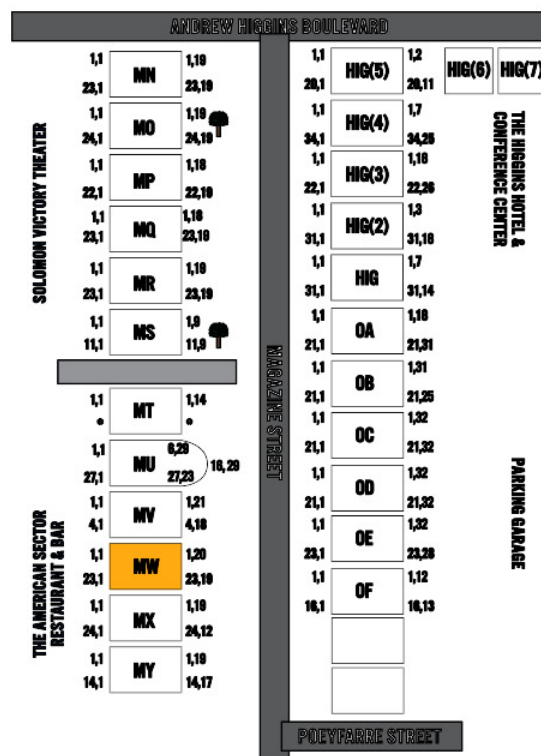 ANDREW HIGGINS BOULEVARD
SOLOMON VICTORY THEATER
1,1 MN 1,19
23,1 23,19
1,1 MO 1,19
24,1 24,19
1,1 MP 1,18
22,1 22,19
1,1 MQ 1,18
23,1 23,19
1,1 MR 1,19
23,1 23,19
1,1 MS 1,9
11,1 11,9
THE AMERICAN SECTOR
RESTAURANT & BAR
1,1 MT 1,14
1,1 MU 6,29
27,1 27,23 16,29
1,1 MV 1,21
4,1 4,18
1,1 MW 1,20
23,1 23,19
1,1 MX 1,19
24,1 24,12
1,1 MY 1,19
14,1 14,17
MAGAZINE STREET
1,1 HIG(5) 1,2 HIG(6) HIG(7)
20,1 20,11
1,1 HIG(4) 1,7
34,1 34,25
1,1 HIG(3) 1,18
22,1 22,26
1,1 HIG(2) 1,3
31,1 31,16
1,1 HIG 1,7
31,1 31,14
1,1 OA 1,18
21,1 21,31
1,1 OB 1,31
21,1 21,25
1,1 OC 1,32
21,1 21,32
1,1 OD 1,32
21,1 21,32
1,1 OE 1,32
23,1 23,28
1,1 OF 1,12
16,1 16,13
THE HIGGINS HOTEL &
CONFERENCE CENTER
PARKING GARAGE
POEYFARRE STREET